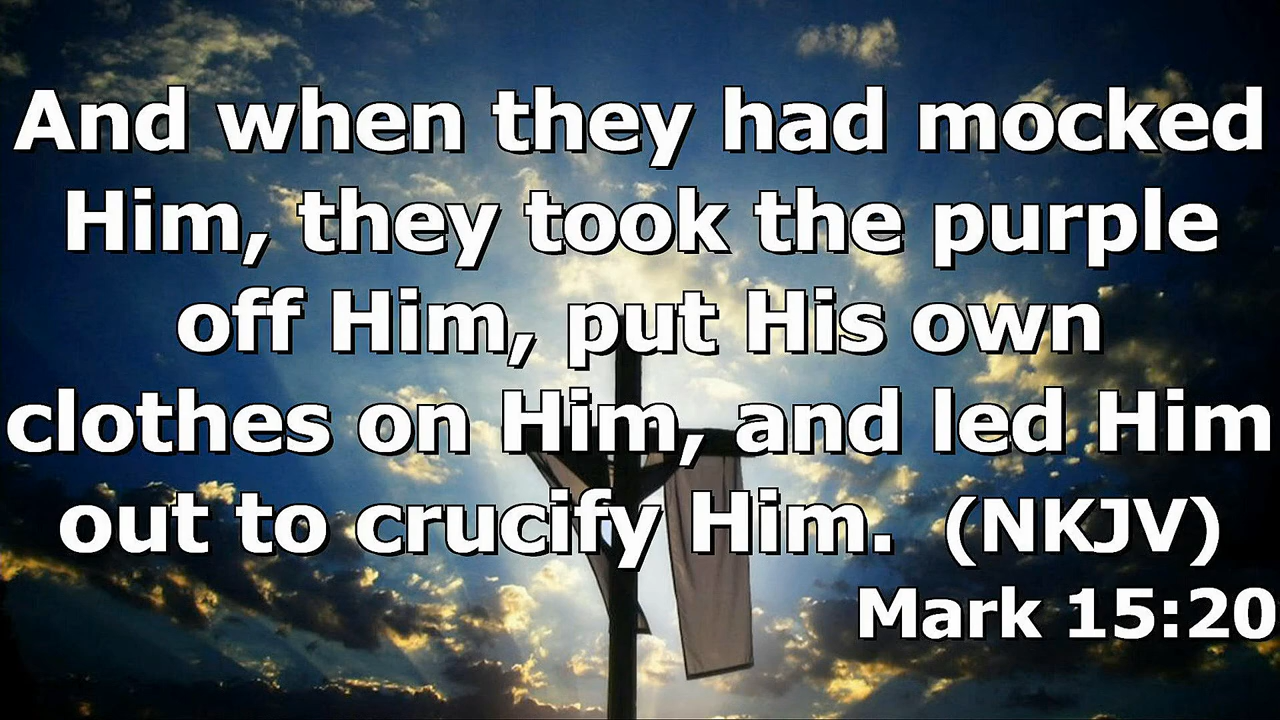 And when they had mocked
Him, they took the purple
off Him, put His own
clothes on Him, and led Him
out to crucify Him. (NKJV)
Mark 15:20